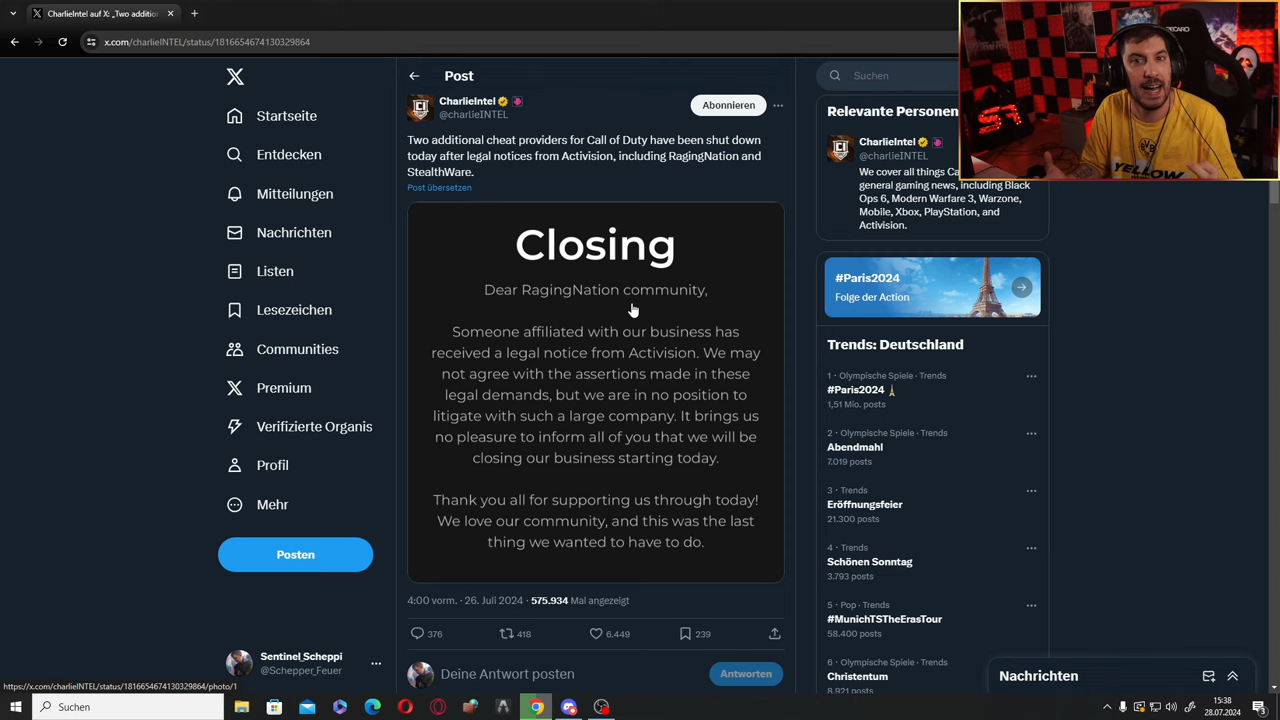 CharlieIntel auf X: „Two additio
x.com/charlieINTEL/status/1816654674130329864
Startseite
Entdecken
Mitteilungen
Nachrichten
Listen
Lesezeichen
Communities
Premium
Verifizierte Organis
Profil
Mehr
Posten
Sentinel_Scheppi
@Schepper_Feuer
Post
CharlieIntel
@charlieINTEL
Abonnieren
Two additional cheat providers for Call of Duty have been shut down
today after legal notices from Activision, including RagingNation and
StealthWare.
Post übersetzen
Closing
Dear RagingNation community,
Someone affiliated with our business has
received a legal notice from Activision. We may
not agree with the assertions made in these
legal demands, but we are in no position to
litigate with such a large company. It brings us
no pleasure to inform all of you that we will be
closing our business starting today.
Thank you all for supporting us through today!
We love our community, and this was the last
thing we wanted to have to do.
4:00 vorm. · 26. Juli 2024 · 575.934 Mal angezeigt
376
418
6.449
239
Deine Antwort posten
Antworten
Suchen
Relevante Personen
CharlieIntel
@charlieINTEL
We cover all things Ca
general gaming news, including Black
Ops 6, Modern Warfare 3, Warzone,
Mobile, Xbox, PlayStation, and
Activision.
#Paris2024
Folge der Action
Trends: Deutschland
1 · Olympische Spiele · Trends
#Paris2024
1,51 Mio. posts
2 · Olympische Spiele · Trends
Abendmahl
7.019 posts
3 · Trends
Eröffnungsfeier
21.300 posts
4 · Trends
Schönen Sonntag
3.793 posts
5 · Pop · Trends
#MunichTSTheErasTour
58.400 posts
6 · Olympische Spiele · Trends
Christentum
8.921 posts
Nachrichten
RECARO
59
BVB
09
YELLOW
https://x.com/charlieINTEL/status/1816654674130329864/photo/1
Suchen
15:38
28.07.2024
3